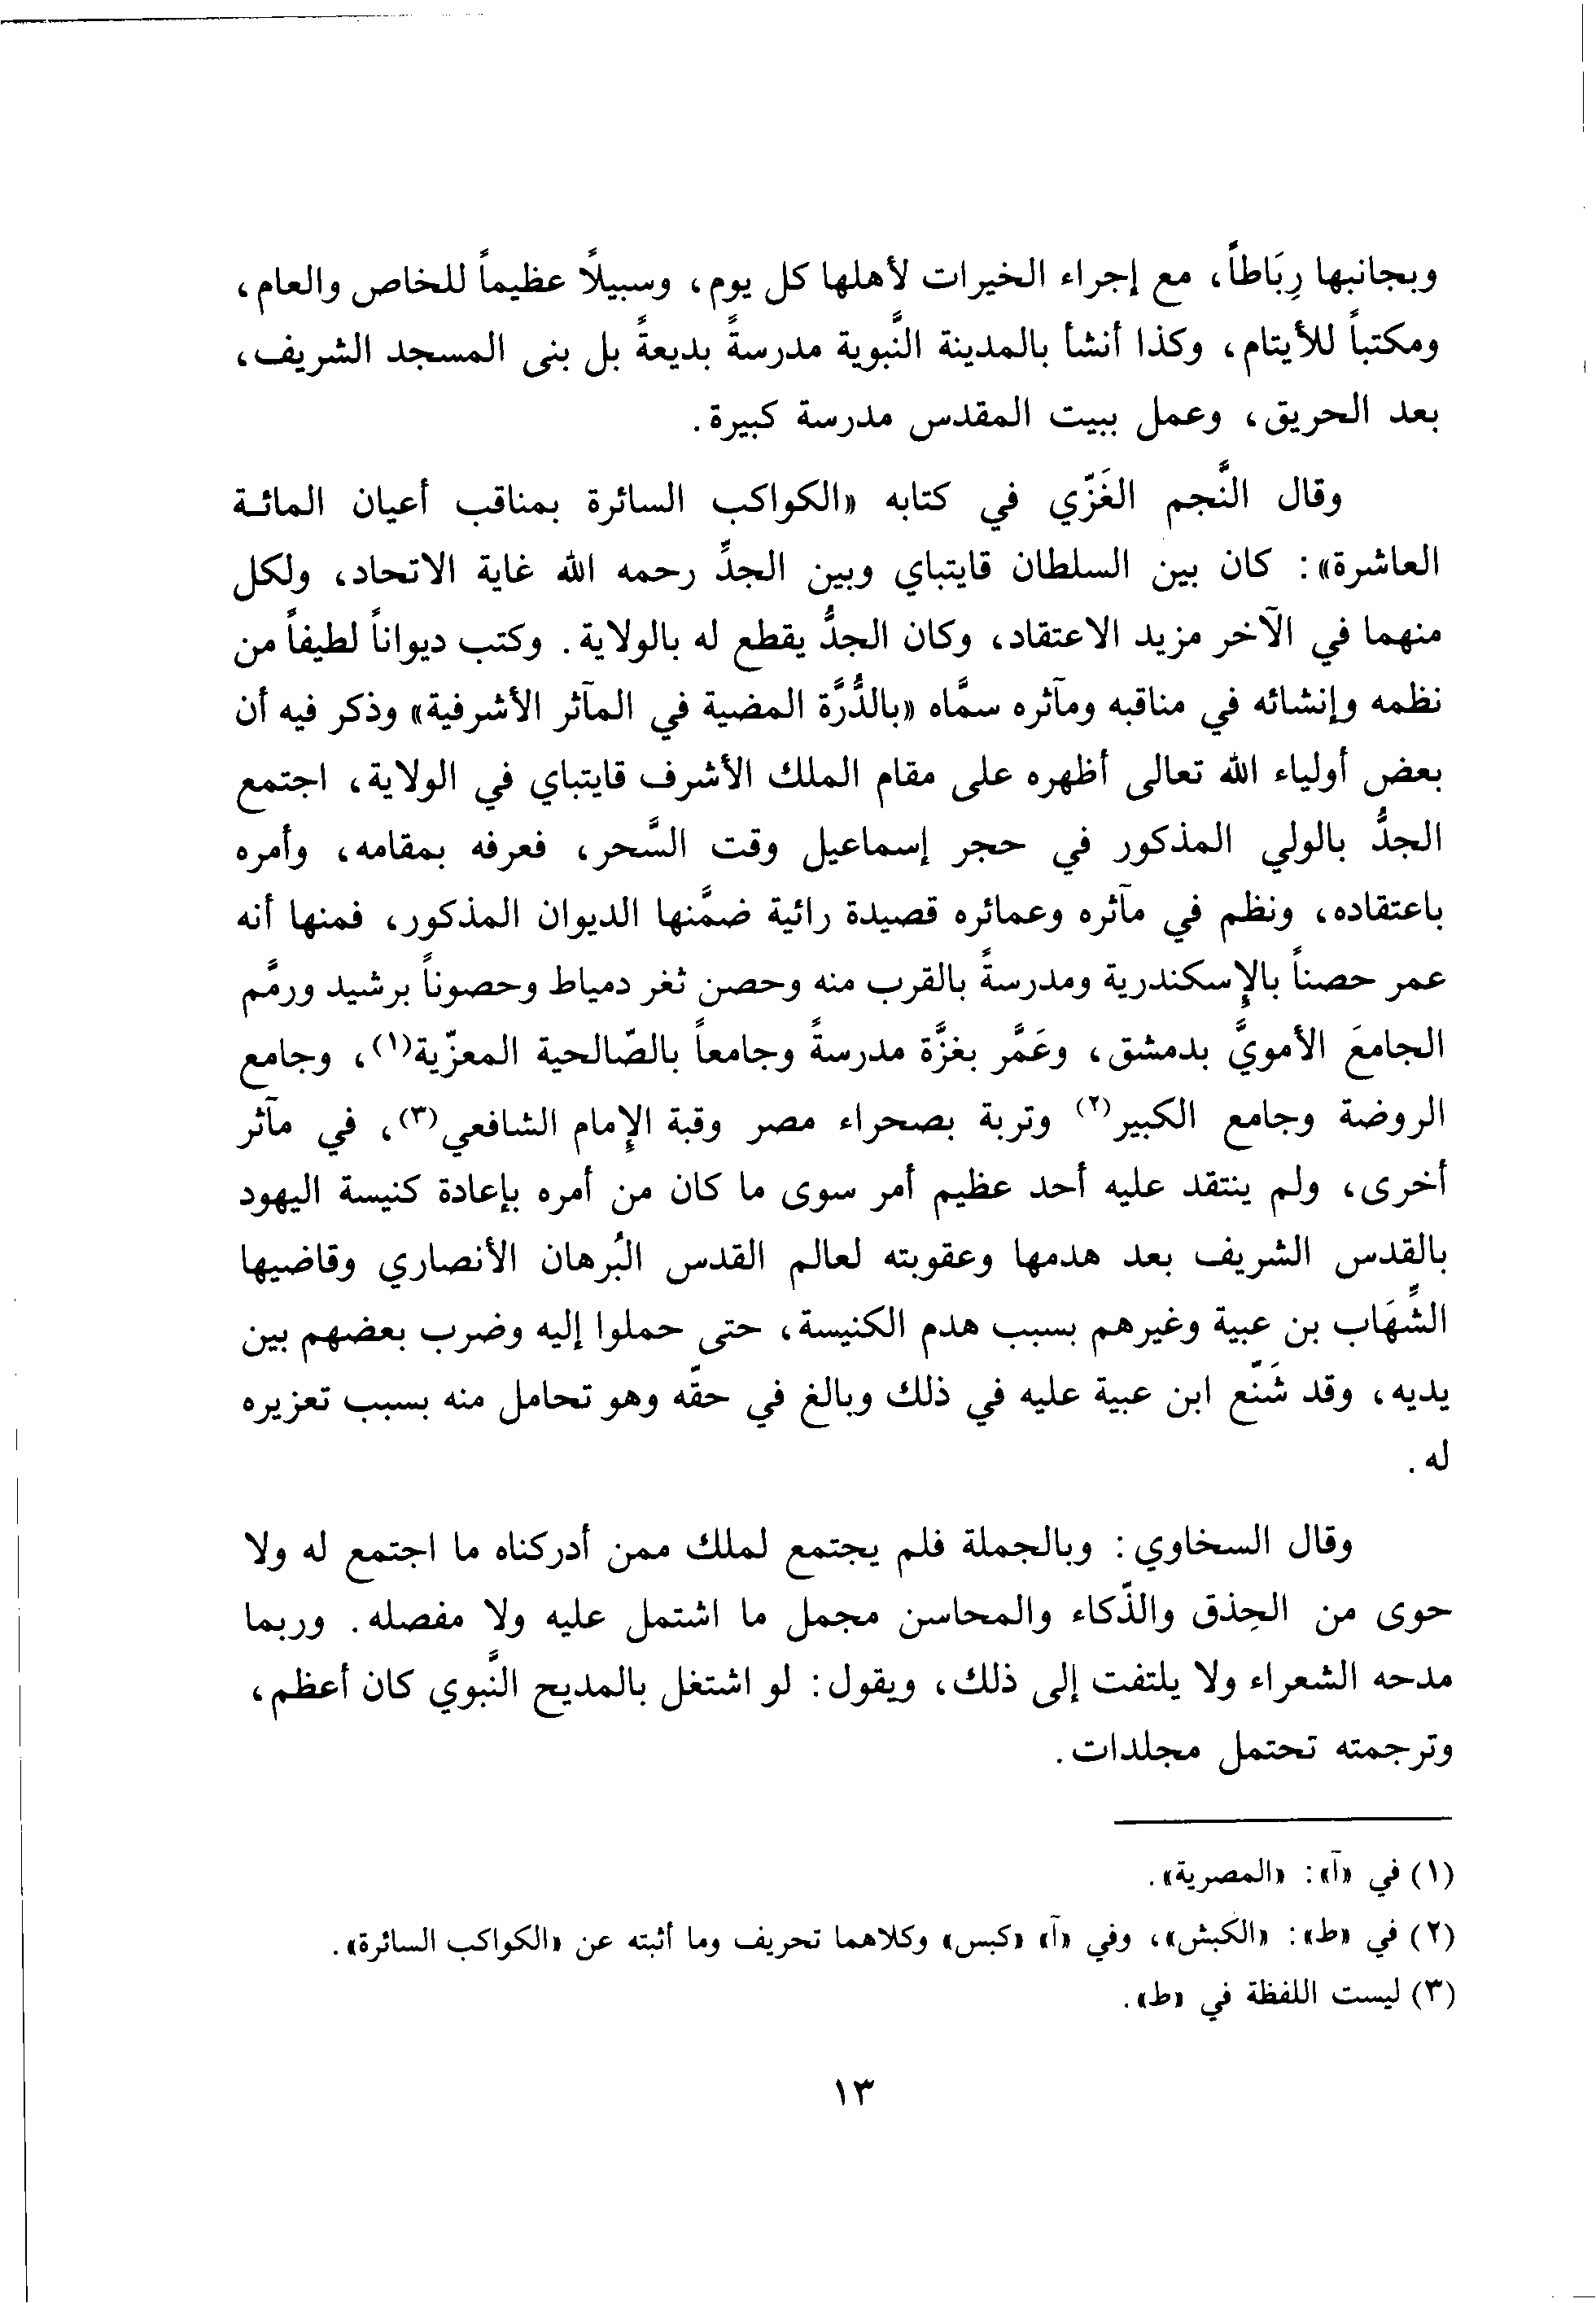 وبجانبها رِبَاطاً، مع إجراء الخيرات لأهلها كل يوم، وسبيلًا عظيماً للخاص والعام،
ومكتباً للأيتام، وكذا أنشأ بالمدينة النَّبوية مدرسةً بديعةً بل بنى المسجد الشريف،
بعد الحريق، وعمل ببيت المقدس مدرسة كبيرة.
وقال النَّجم الغَزّي في كتابه «الكواكب السائرة بمناقب أعيان المائة
العاشرة»: كان بين السلطان قايتباي وبين الجدِّ رحمه الله غاية الاتحاد، ولكل
منهما في الآخر مزيد الاعتقاد، وكان الجدُّ يقطع له بالولاية. وكتب ديواناً لطيفاً من
نظمه وإنشائه في مناقبه ومآثره سمَّاه «بالدُّرَّة المضية في المآثر الأشرفية» وذكر فيه أن
بعض أولياء الله تعالى أظهره على مقام الملك الأشرف قايتباي في الولاية، اجتمع
الجدُّ بالولي المذكور في حجر إسماعيل وقت السَّحر، فعرفه بمقامه، وأمره
باعتقاده، ونظم في مآثره وعمائره قصيدة رائية ضمَّنها الديوان المذكور، فمنها أنه
عمر حصناً بالإسكندرية ومدرسةً بالقرب منه وحصن ثغر دمياط وحصوناً برشيد ورمَّم
الجامعَ الأمويَّ بدمشق، وعَمَّر بغزَّة مدرسةً وجامعاً بالصّالحية المعزّية(١)، وجامع
الروضة وجامع الكبير(٢) وتربة بصحراء مصر وقبة الإمام الشافعي(٣)، في مآثر
أخرى، ولم ينتقد عليه أحد عظيم أمر سوى ما كان من أمره بإعادة كنيسة اليهود
بالقدس الشريف بعد هدمها وعقوبته لعالم القدس البُرهان الأنصاري وقاضيها
الشِّهَاب بن عبية وغيرهم بسبب هدم الكنيسة، حتى حملوا إليه وضرب بعضهم بين
يديه، وقد شَنّع ابن عبية عليه في ذلك وبالغ في حقّه وهو تحامل منه بسبب تعزيره
له.
وقال السخاوي: وبالجملة فلم يجتمع لملك ممن أدركناه ما اجتمع له ولا
حوى من الحِذق والذّكاء والمحاسن مجمل ما اشتمل عليه ولا مفصله. وربما
مدحه الشعراء ولا يلتفت إلى ذلك، ويقول: لو اشتغل بالمديح النَّبوي كان أعظم،
وترجمته تحتمل مجلدات.
(١) في «آ»: «المصرية».
(٢) في «ط»: «الكبش»، وفي «آ» «كبس» وكلاهما تحريف وما أثبته عن «الكواكب السائرة».
(٣) ليست اللفظة في «ط».
١٣